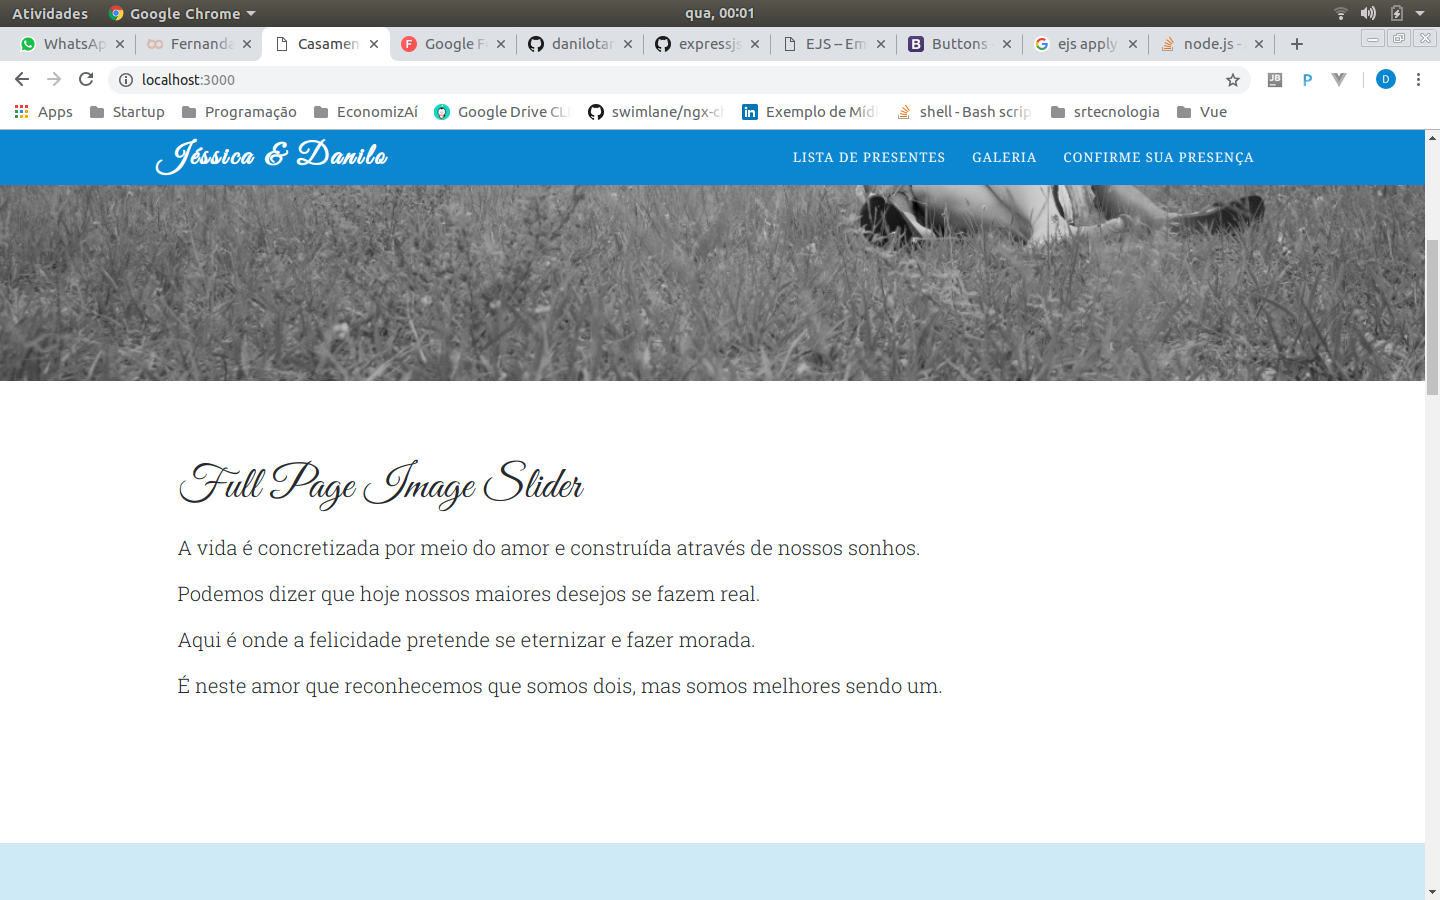 Atividades Google Chrome qua, 00:01
WhatsAp Fernanda Casamen Google F danilotar expressjs EJS – Em Buttons ejs apply node.js -
localhost:3000 D
Apps Startup Programação EconomizAí Google Drive CLI swimlane/ngx-ch Exemplo de Mídi shell - Bash scrip srtecnologia Vue
Jéssica & Danilo LISTA DE PRESENTES GALERIA CONFIRME SUA PRESENÇA
Full Page Image Slider
A vida é concretizada por meio do amor e construída através de nossos sonhos.
Podemos dizer que hoje nossos maiores desejos se fazem real.
Aqui é onde a felicidade pretende se eternizar e fazer morada.
É neste amor que reconhecemos que somos dois, mas somos melhores sendo um.